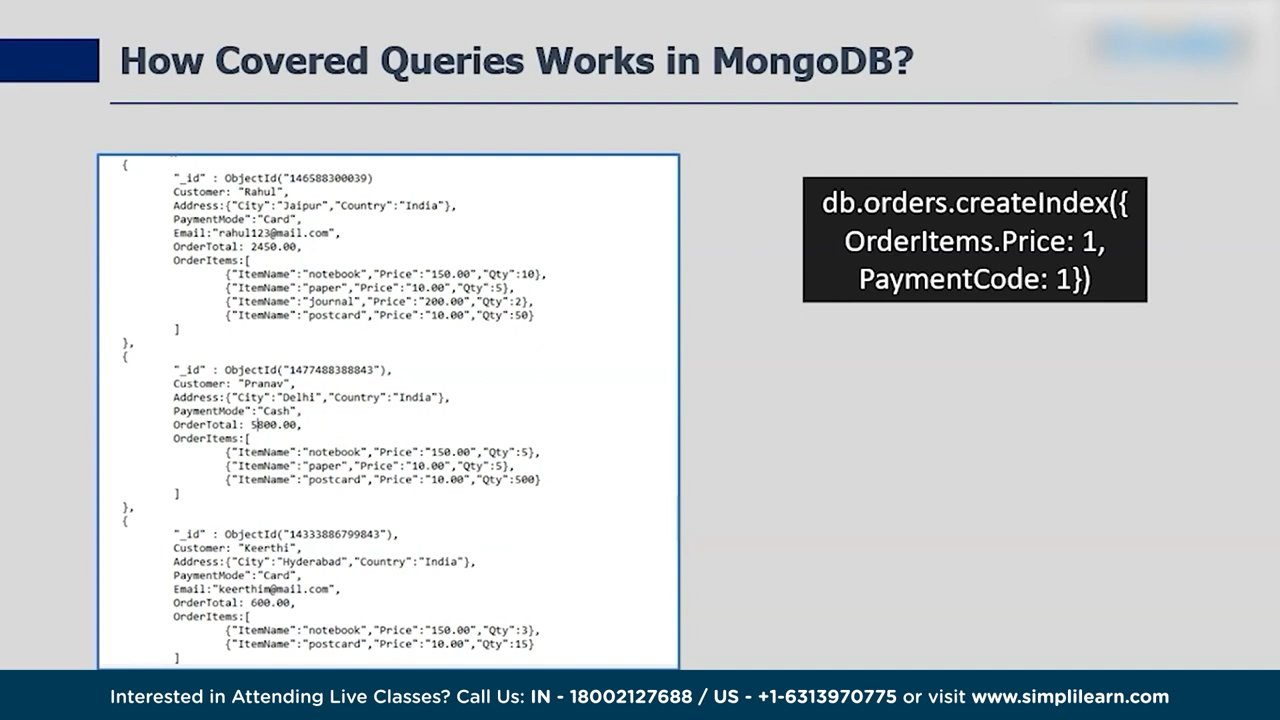 How Covered Queries Works in MongoDB?
{
"_id" : ObjectId("146588300039)
Customer: "Rahul",
Address:{"City":"Jaipur","Country":"India"},
PaymentMode":"Card",
Email:"rahul123@mail.com",
OrderTotal: 2450.00,
OrderItems:[
{"ItemName":"notebook","Price":"150.00","Qty":10},
{"ItemName":"paper","Price":"10.00","Qty":5},
{"ItemName":"journal","Price":"200.00","Qty":2},
{"ItemName":"postcard","Price":"10.00","Qty":50}
]
},
{
"_id" : ObjectId("1477488388843"),
Customer: "Pranav",
Address:{"City":"Delhi","Country":"India"},
PaymentMode":"Cash",
OrderTotal: 5800.00,
OrderItems:[
{"ItemName":"notebook","Price":"150.00","Qty":5},
{"ItemName":"paper","Price":"10.00","Qty":5},
{"ItemName":"postcard","Price":"10.00","Qty":500}
]
},
{
"_id" : ObjectId("14333886799843"),
Customer: "Keerthi",
Address:{"City":"Hyderabad","Country":"India"},
PaymentMode":"Card",
Email:"keerthim@mail.com",
OrderTotal: 600.00,
OrderItems:[
{"ItemName":"notebook","Price":"150.00","Qty":3},
{"ItemName":"postcard","Price":"10.00","Qty":15}
]
db.orders.createIndex({
OrderItems.Price: 1,
PaymentCode: 1})
Interested in Attending Live Classes? Call Us: IN - 18002127688 / US - +1-6313970775 or visit www.simplilearn.com